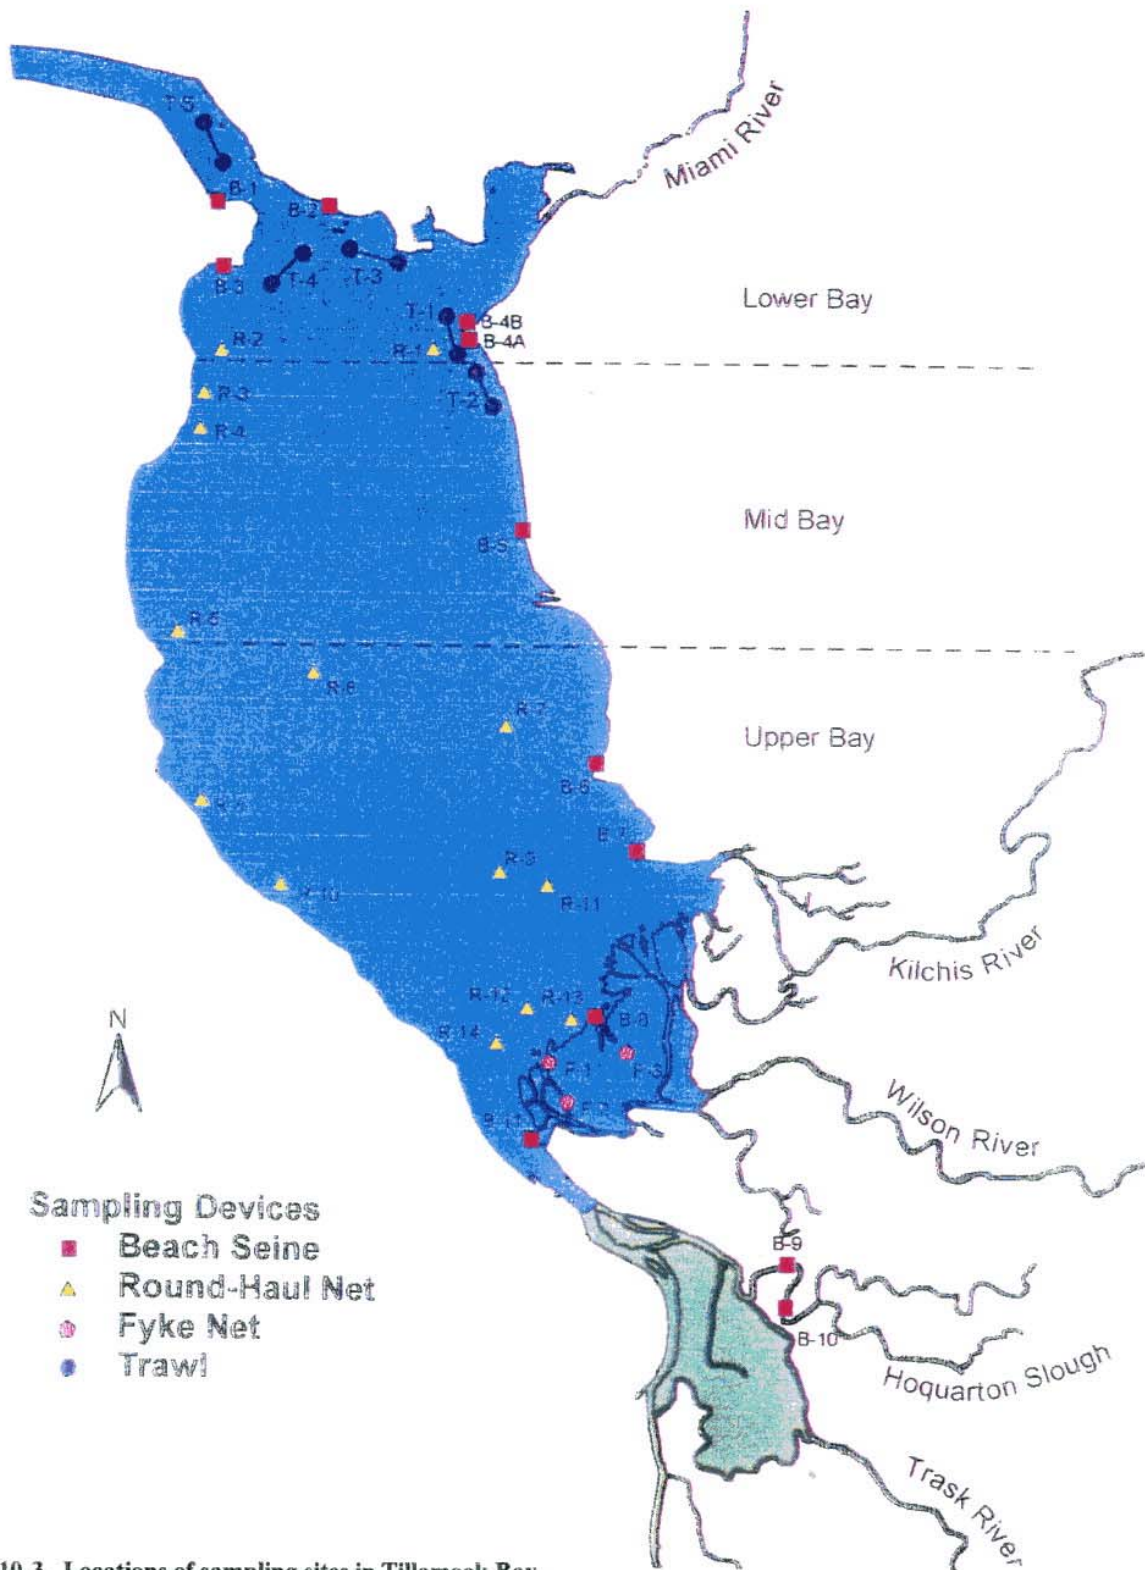 T-5
B-1
B-2
Miami River
B-3
T-4
T-3
Lower Bay
T-1
B-4B
B-4A
R-2
R-1
R-3
T-2
R-4
Mid Bay
B-5
R-5
R-6
R-7
Upper Bay
B-6
B-7
R-9
R-10
R-11
Kilchis River
R-12
R-13
B-8
N
R-14
F-1
F-3
F-2
Wilson River
B-11
Sampling Devices
Beach Seine
Round-Haul Net
Fyke Net
Trawl
B-9
B-10
Hoquarton Slough
Trask River
10-3. Locations of sampling sites in Tillamook Bay